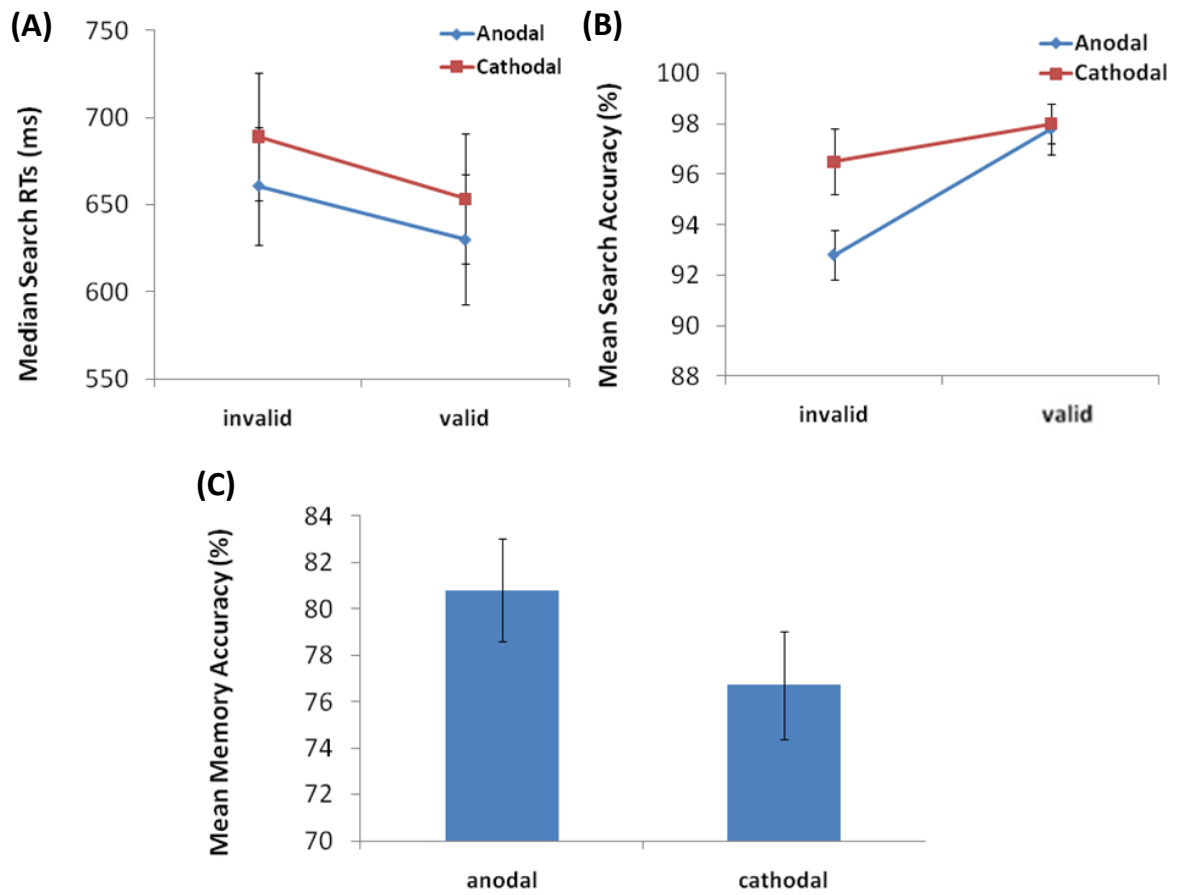 (A)
Median Search RTs (ms)
750
700
650
600
550
Anodal
Cathodal
invalid
valid
(B)
Mean Search Accuracy (%)
100
98
96
94
92
90
88
Anodal
Cathodal
invalid
valid
(C)
Mean Memory Accuracy (%)
84
82
80
78
76
74
72
70
anodal
cathodal